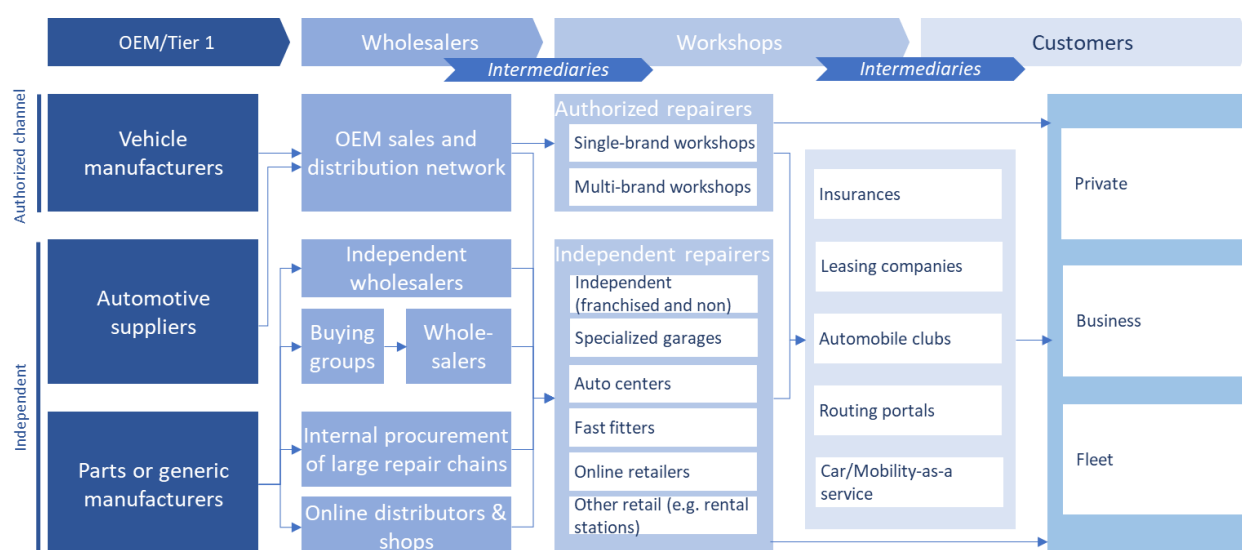 OEM/Tier 1
Wholesalers
Workshops
Customers
Intermediaries
Intermediaries
Authorized channel
Vehicle
manufacturers
OEM sales and
distribution network
Authorized repairers
Single-brand workshops
Multi-brand workshops
Independent
Automotive
suppliers
Parts or generic
manufacturers
Independent
wholesalers
Buying
groups
Whole-
salers
Internal procurement
of large repair chains
Online distributors &
shops
Independent repairers
Independent
(franchised and non)
Specialized garages
Auto centers
Fast fitters
Online retailers
Other retail (e.g. rental
stations)
Insurances
Leasing companies
Automobile clubs
Routing portals
Car/Mobility-as-a
service
Private
Business
Fleet